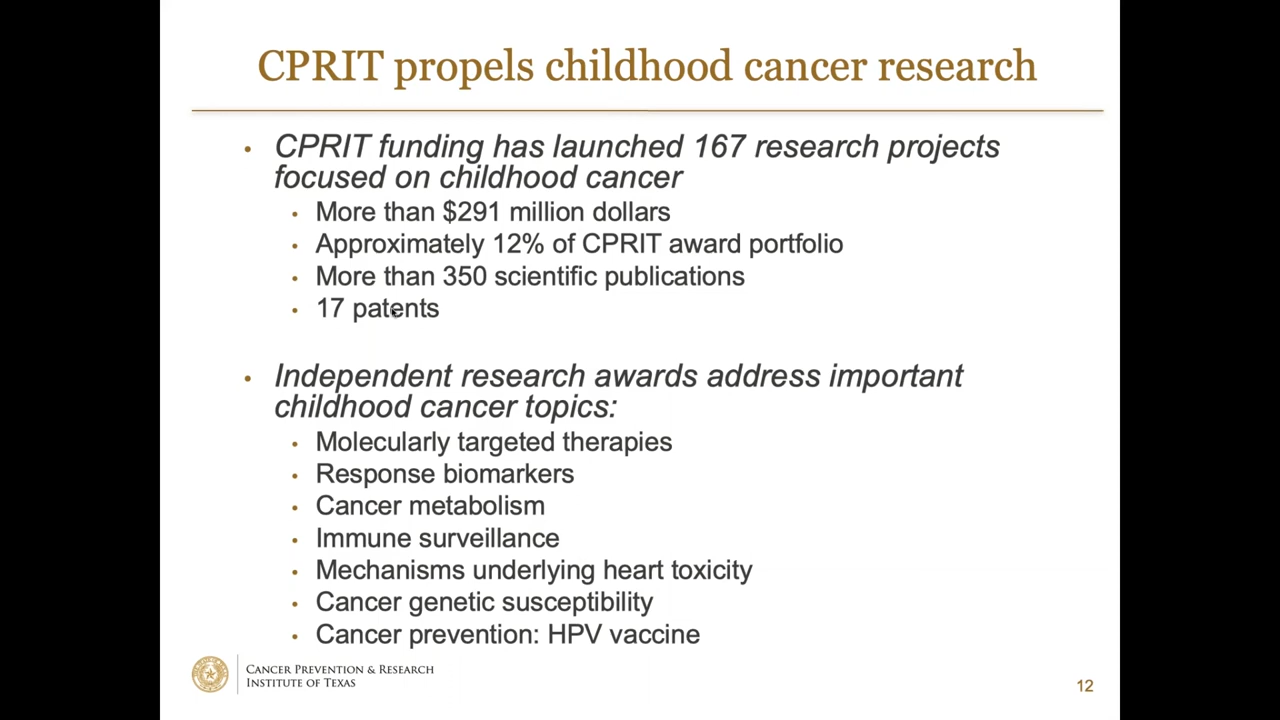 CPRIT propels childhood cancer research
• CPRIT funding has launched 167 research projects
focused on childhood cancer
• More than $291 million dollars
• Approximately 12% of CPRIT award portfolio
• More than 350 scientific publications
• 17 patents
• Independent research awards address important
childhood cancer topics:
• Molecularly targeted therapies
• Response biomarkers
• Cancer metabolism
• Immune surveillance
• Mechanisms underlying heart toxicity
• Cancer genetic susceptibility
• Cancer prevention: HPV vaccine
CANCER PREVENTION & RESEARCH
INSTITUTE OF TEXAS
12